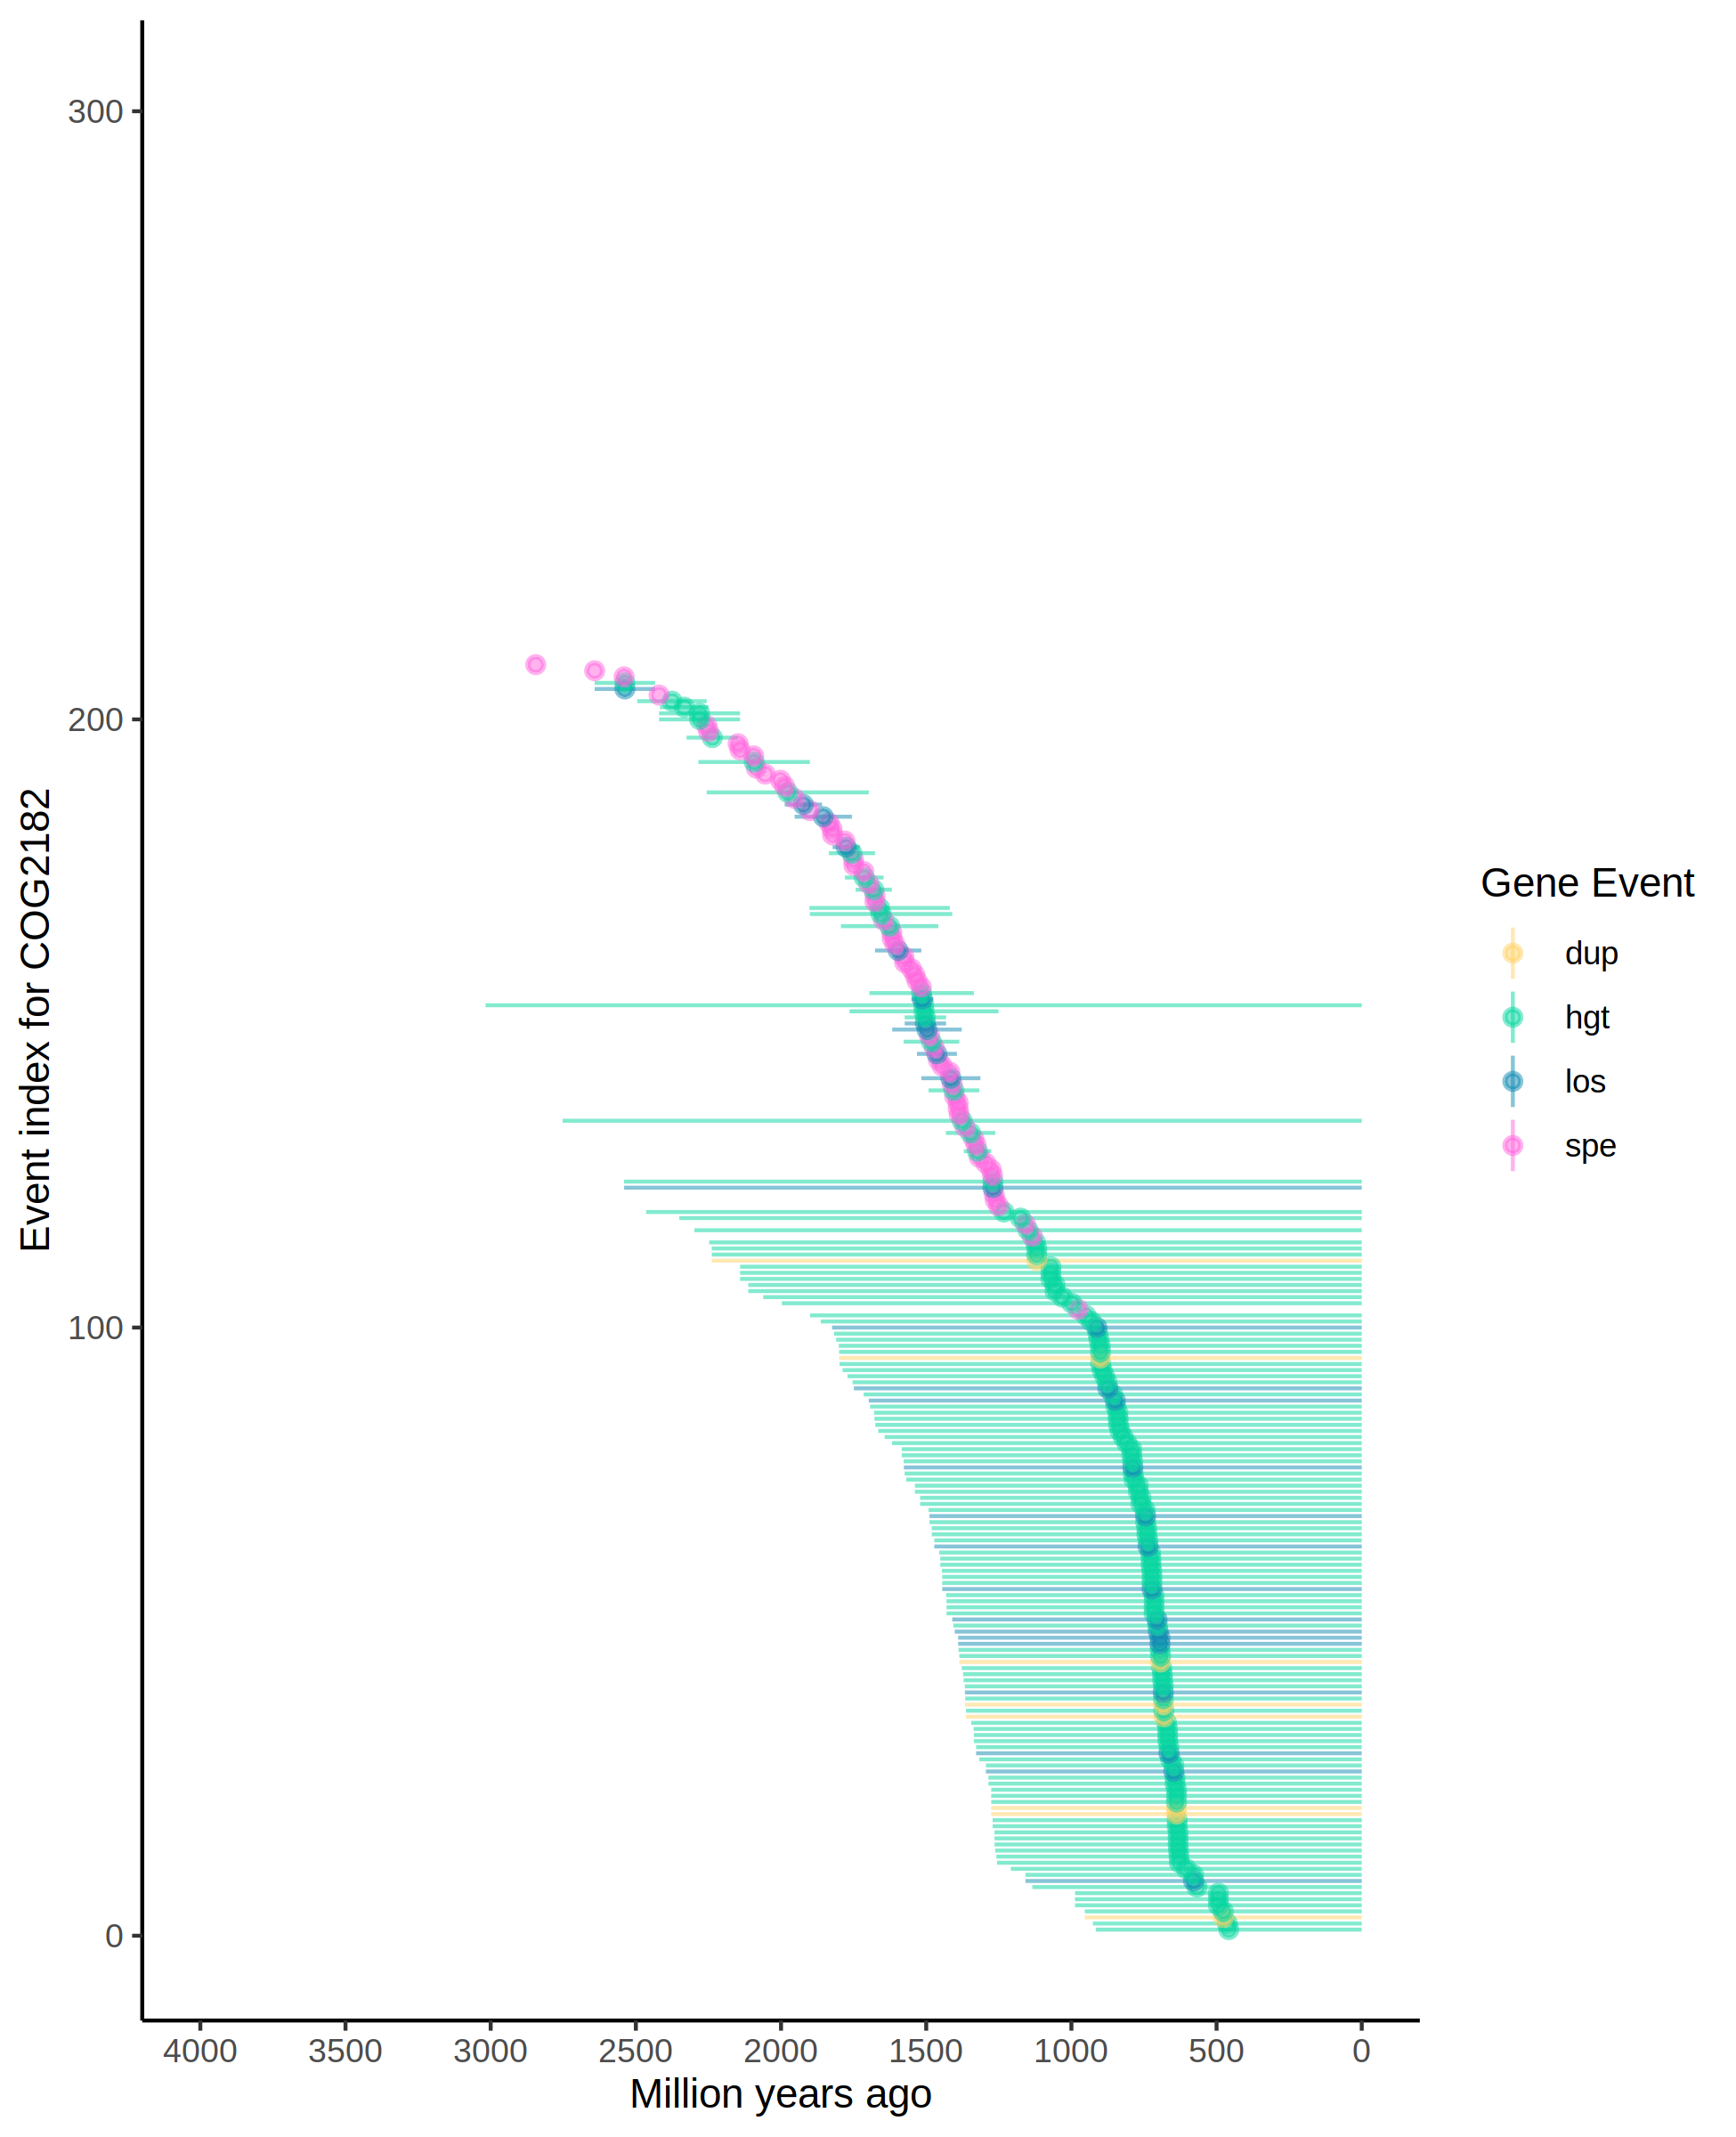 Event index for COG2182
300
200
100
0
4000 3500 3000 2500 2000 1500 1000 500 0
Million years ago
Gene Event
dup
hgt
los
spe